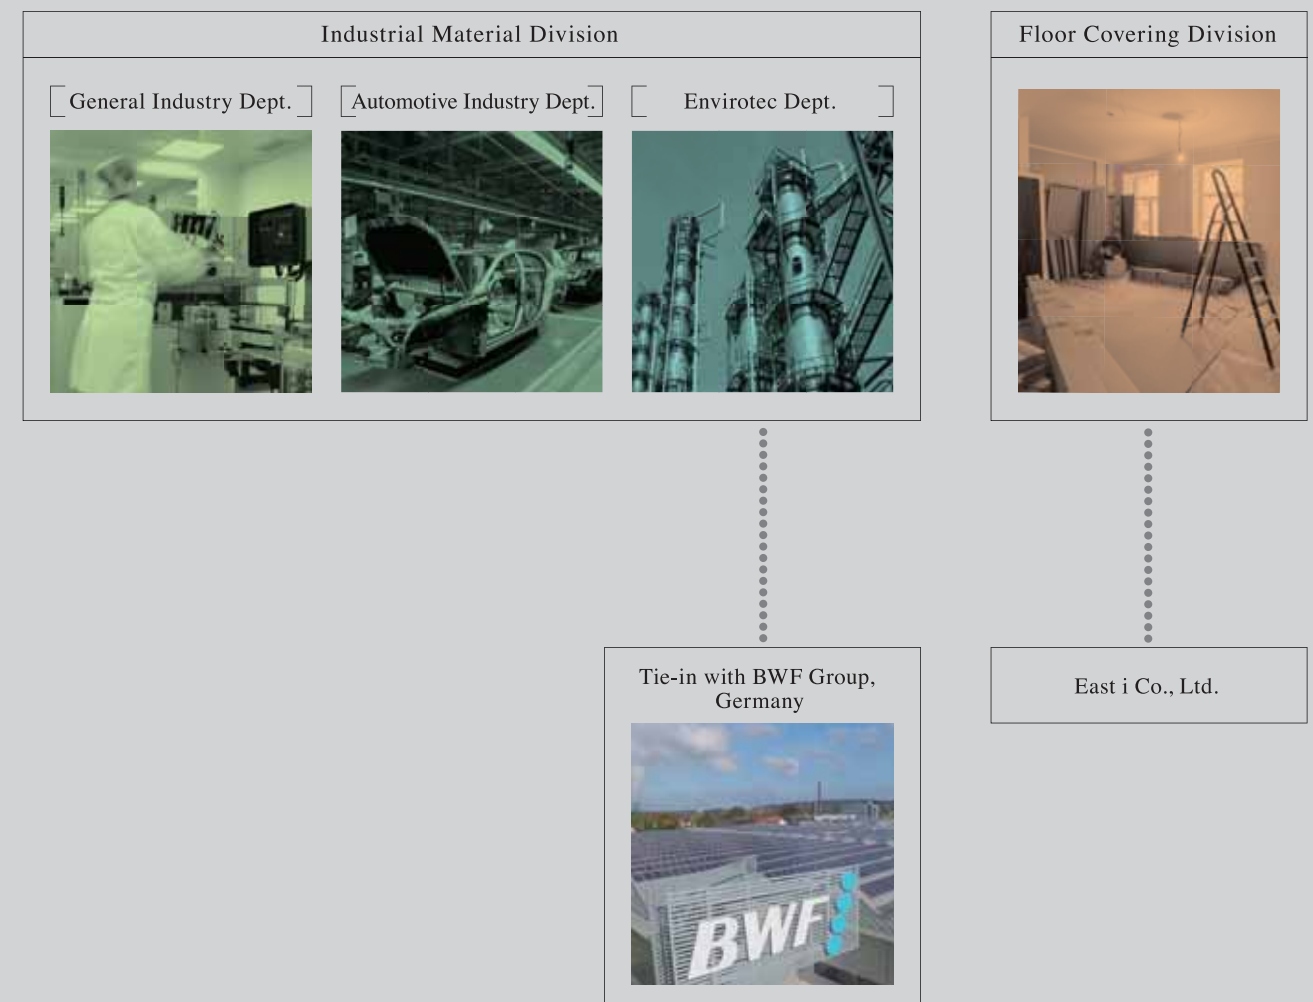 Industrial Material Division
General Industry Dept.
Automotive Industry Dept.
Envirotec Dept.
Floor Covering Division
Tie-in with BWF Group,
Germany
BWF
East i Co., Ltd.